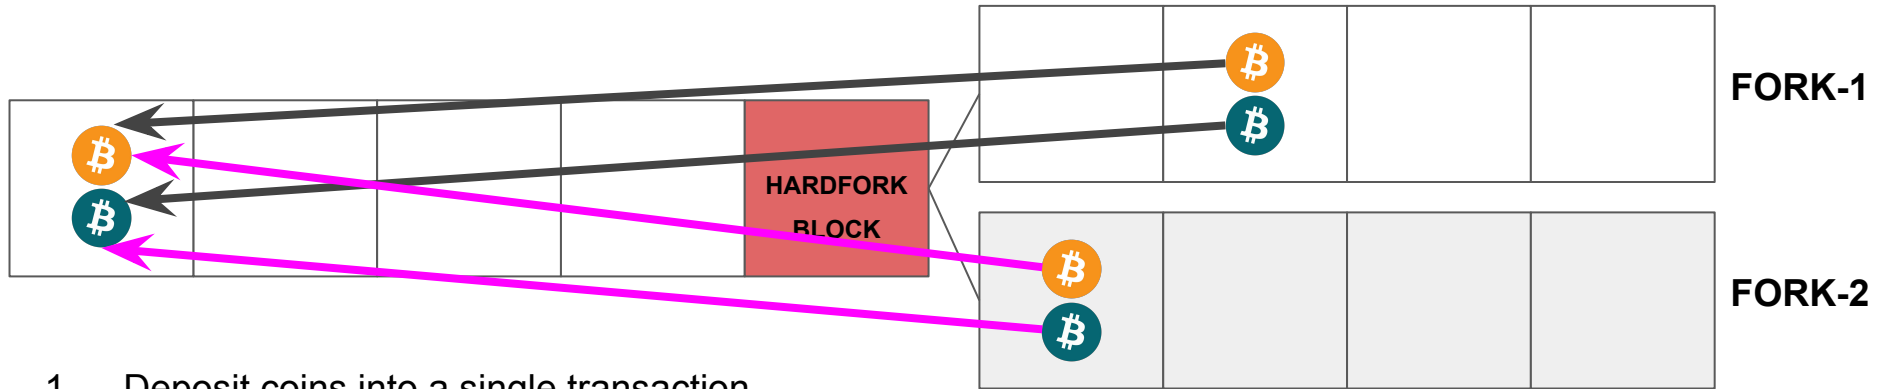 FORK-1
HARDFORK
BLOCK
FORK-2
1. Deposit coins into a single transaction